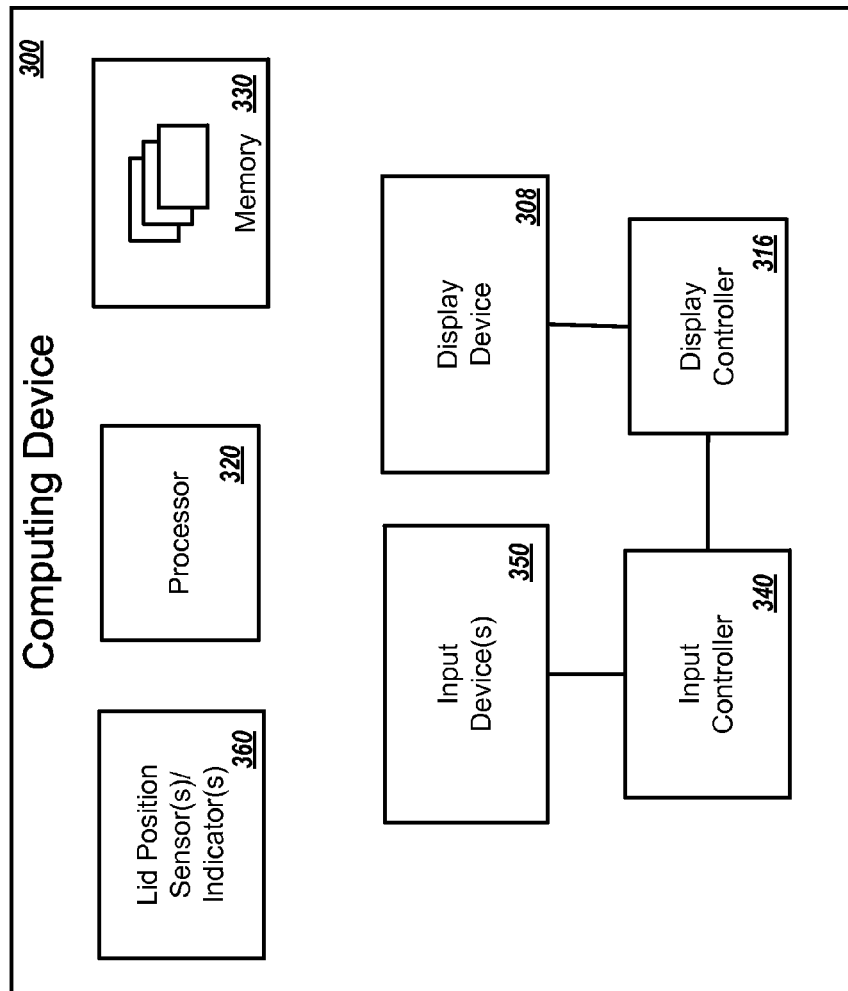 Computing Device
300
Lid Position
Sensor(s)/
Indicator(s)
360
Processor
320
Memory
330
Input
Device(s)
350
Display
Device
308
Input
Controller
340
Display
Controller
316